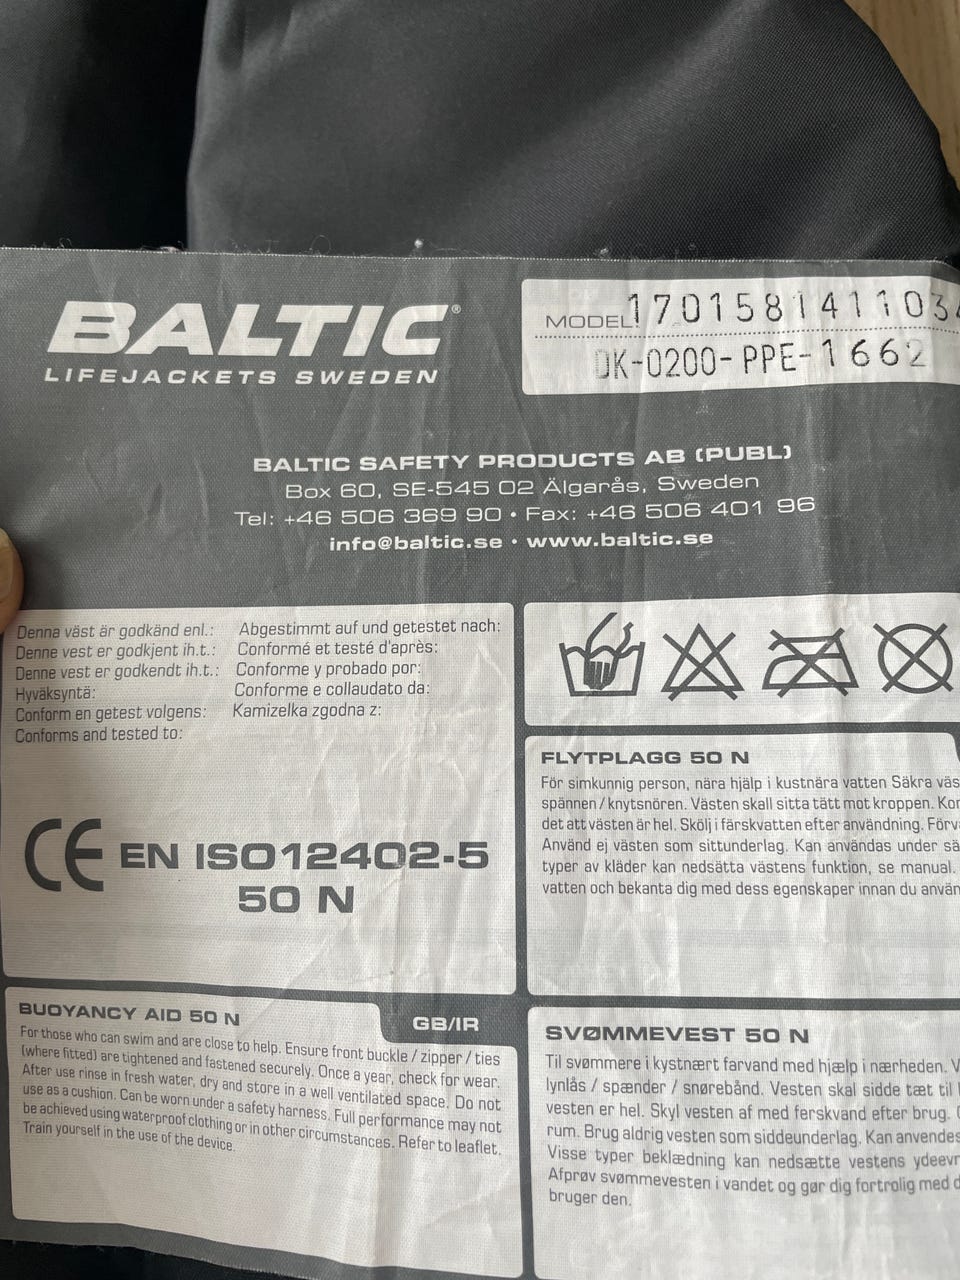 BALTIC®
LIFEJACKETS SWEDEN
MODEL: 170158141103
DK-0200-PPE-1662
BALTIC SAFETY PRODUCTS AB (PUBL)
Box 60, SE-545 02 Älgarås, Sweden
Tel: +46 506 369 90 • Fax: +46 506 401 96
info@baltic.se • www.baltic.se
Denna väst är godkänd enl.:
Denne vest er godkjent ih.t.:
Denne vest er godkendt ih.t.:
Hyväksyntä:
Conform en getest volgens:
Conforms and tested to:
Abgestimmt auf und getestet nach:
Conformé et testé d'après:
Conforme y probado por:
Conforme e collaudato da:
Kamizelka zgodna z:
CE EN ISO12402-5
50 N
FLYTPLAGG 50 N
För simkunnig person, nära hjälp i kustnära vatten Säkra
spännen / knytsnören. Västen skall sitta tätt mot kroppen.
det att västen är hel. Skölj i färskvatten efter användning.
Använd ej västen som sittunderlag. Kan användas under
typer av kläder kan nedsätta västens funktion, se manual.
vatten och bekanta dig med dess egenskaper innan du
BUOYANCY AID 50 N
GB/IR
For those who can swim and are close to help. Ensure front buckle / zipper / ties
(where fitted) are tightened and fastened securely. Once a year, check for wear.
After use rinse in fresh water, dry and store in a well ventilated space. Do not
use as a cushion. Can be worn under a safety harness. Full performance may not
be achieved using waterproof clothing or in other circumstances. Refer to leaflet.
Train yourself in the use of the device.
SVØMMEVEST 50 N
Til svømmere i kystnært farvand med hjælp i nærheden.
lynlås / spænder / snørebånd. Vesten skal sidde tæt til
vesten er hel. Skyl vesten af med ferskvand efter brug.
rum. Brug aldrig vesten som siddeunderlag. Kan anvendes
Visse typer beklædning kan nedsætte vestens
Afprøv svømmevesten i vandet og gør dig fortrolig med
bruger den.